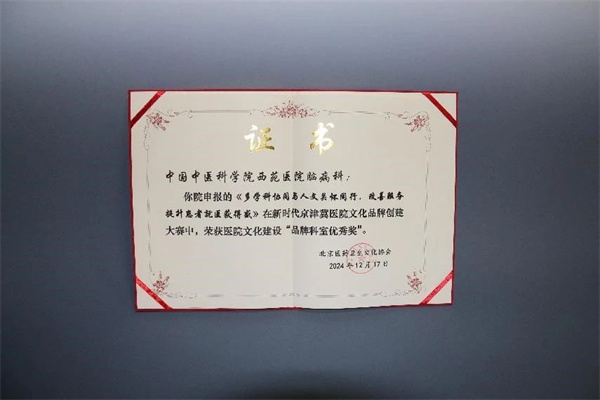 证书
中国中医科学院西苑医院脑病科：
你院申报的《多学科协同与人文关怀同行，改善服务
提升患者就医获得感》在新时代京津冀医院文化品牌创建
大赛中，荣获医院文化建设“品牌科室优秀奖”。
北京医药卫生文化协会
2024年12月17日